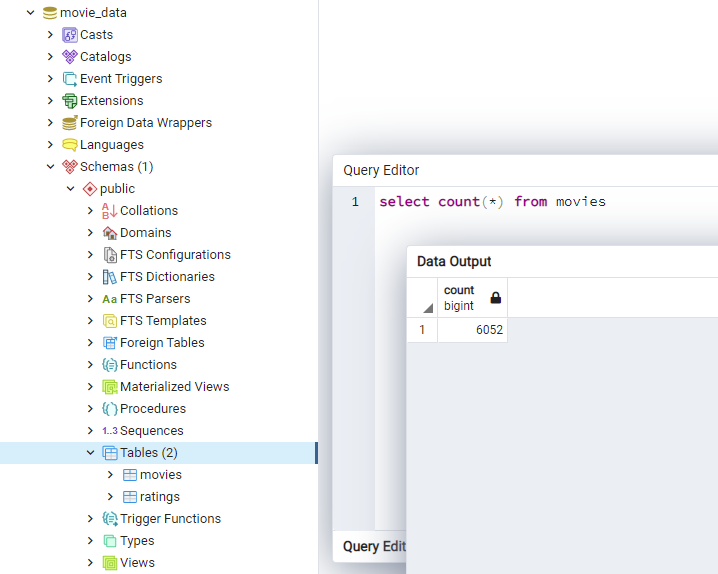 movie_data
Casts
Catalogs
Event Triggers
Extensions
Foreign Data Wrappers
Languages
Schemas (1)
public
Collations
Domains
FTS Configurations
FTS Dictionaries
Aa FTS Parsers
FTS Templates
Foreign Tables
Functions
Materialized Views
Procedures
1..3 Sequences
Tables (2)
movies
ratings
Trigger Functions
Types
Views
Query Editor
1 select count(*) from movies
Data Output
count
bigint
1 6052
Query Edit